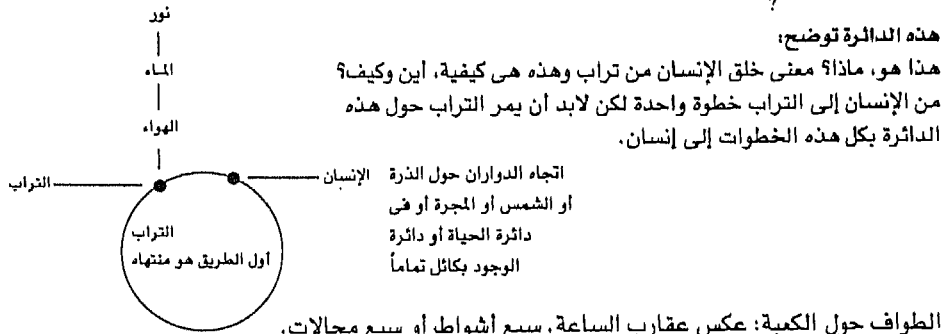 ؟
هذه الدائرة توضح:
هذا هو، ماذا؟ معنى خلق الإنسان من تراب وهذه هى كيفية، أين وكيف؟
من الإنسان إلى التراب خطوة واحدة لكن لابد أن يمر التراب حول هذه
الدائرة بكل هذه الخطوات إلى إنسان.
نور
الماء
الهواء
الإنسان
التراب
التراب
أول الطريق هو منتهاه
اتجاه الدواران حول الذرة
أو الشمس أو المجرة أو فى
دائرة الحياة أو دائرة
الوجود بكائل تماماً
الطواف حول الكعبة: عكس عقارب الساعة. سبع أشواط أو سبع مجالات.